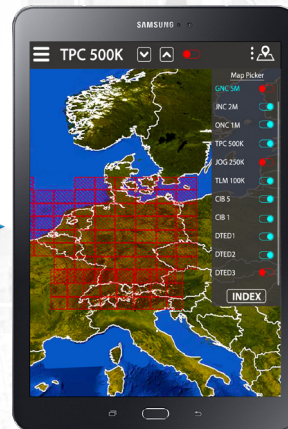 SAMSUNG
TPC 500K
Map Picker
GNC 5M
JNC 2M
ONC 1M
TPC 500K
JOG 250K
TLM 100K
CIB 5
CIB 1
DTED1
DTED2
DTED3
INDEX